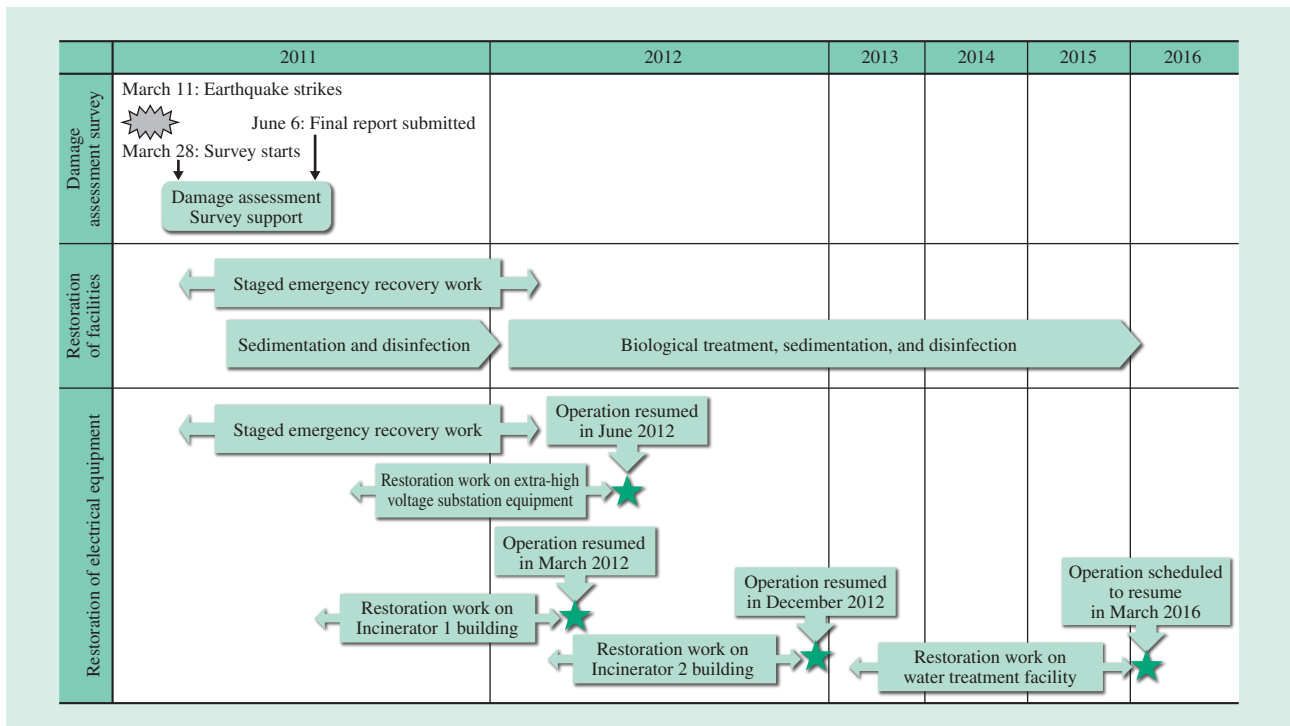 2011
2012
2013
2014
2015
2016
Damage
assessment survey
March 11: Earthquake strikes
June 6: Final report submitted
March 28: Survey starts
Damage assessment
Survey support
Restoration
of facilities
Staged emergency recovery work
Sedimentation and disinfection
Biological treatment, sedimentation, and disinfection
Restoration of electrical equipment
Staged emergency recovery work
Operation resumed
in June 2012
Restoration work on extra-high
voltage substation equipment
Operation resumed
in March 2012
Restoration work on
Incinerator 1 building
Operation resumed
in December 2012
Restoration work on
Incinerator 2 building
Operation scheduled
to resume
in March 2016
Restoration work on
water treatment facility